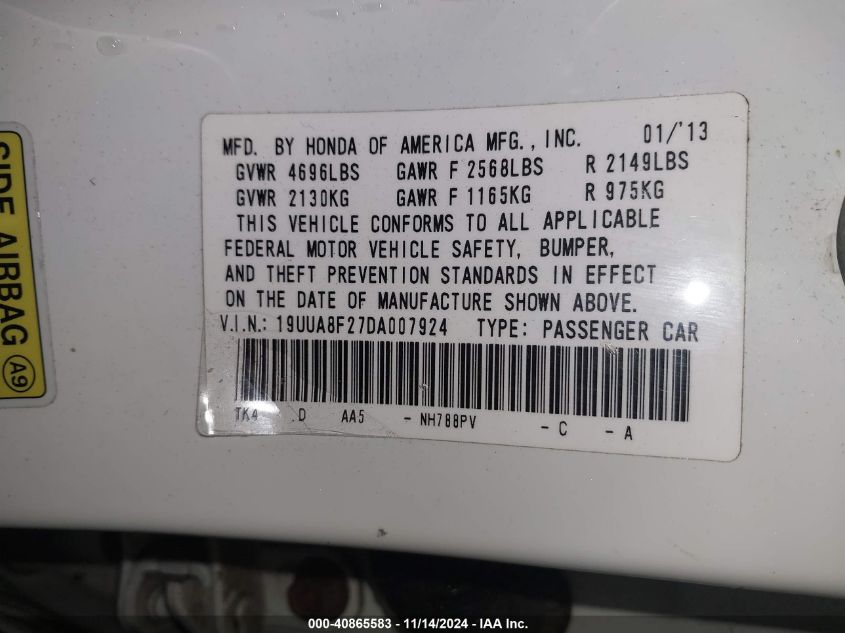 MFD. BY HONDA OF AMERICA MFG., INC. 01/'13
GVWR 4696LBS GAWR F 2568LBS R 2149LBS
GVWR 2130KG GAWR F 1165KG R 975KG
THIS VEHICLE CONFORMS TO ALL APPLICABLE
FEDERAL MOTOR VEHICLE SAFETY, BUMPER,
AND THEFT PREVENTION STANDARDS IN EFFECT
ON THE DATE OF MANUFACTURE SHOWN ABOVE.
V.I.N.: 19UUA8F27DA007924 TYPE: PASSENGER CAR
TK4 D AA5 - NH788PV - C - A
SIDE AIRBAG A9
000-40865583 - 11/14/2024 - IAA Inc.